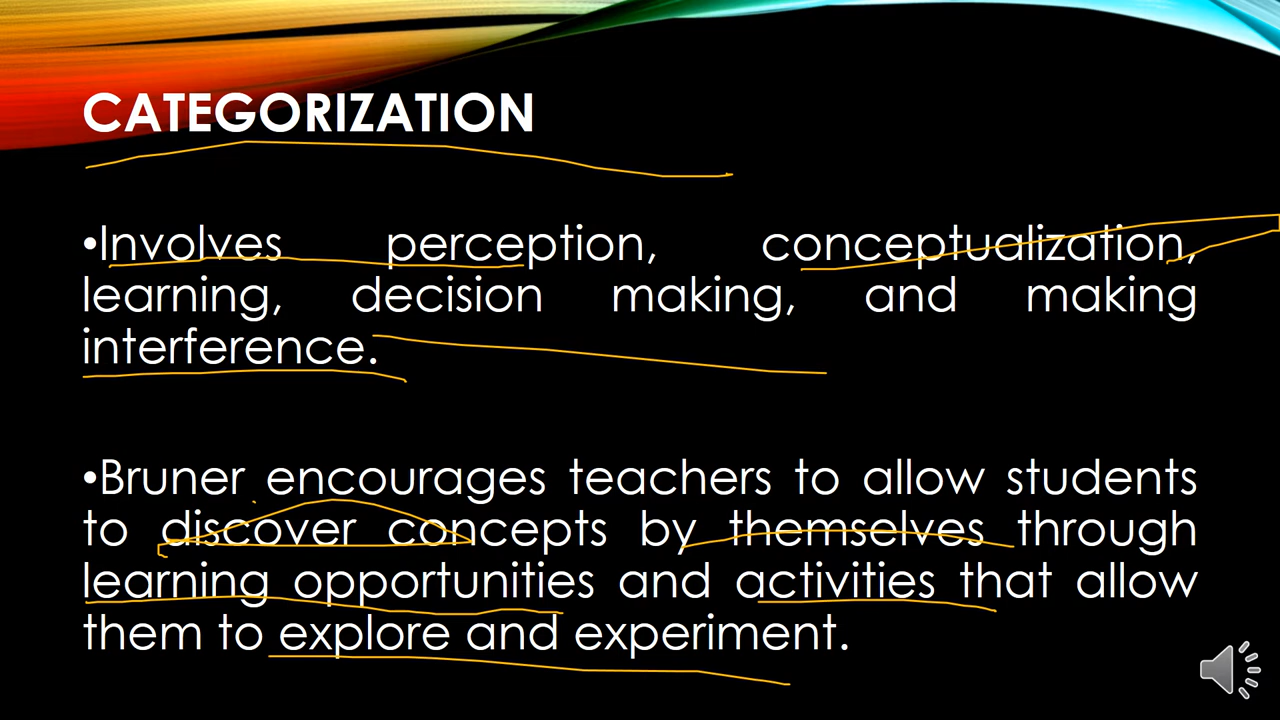 CATEGORIZATION
•Involves perception, conceptualization,
learning, decision making, and making
interference.
•Bruner encourages teachers to allow students
to discover concepts by themselves through
learning opportunities and activities that allow
them to explore and experiment.